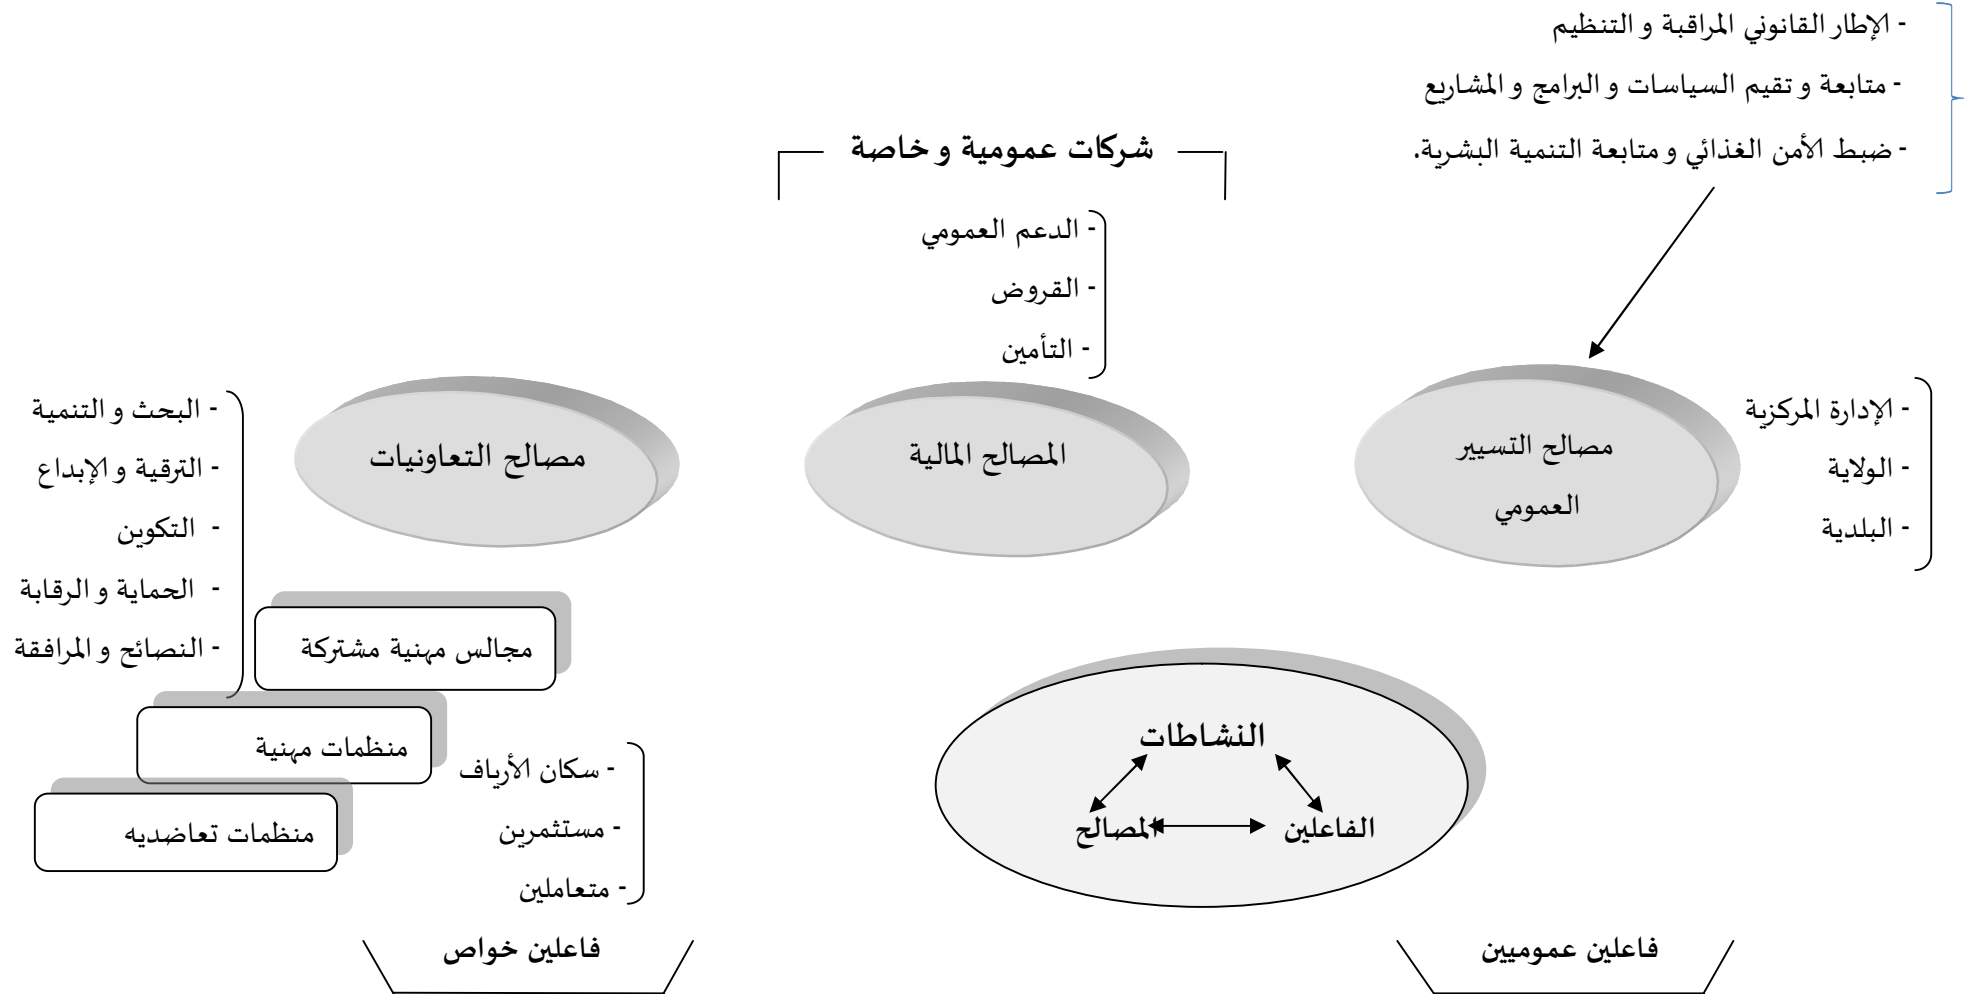 - الإطار القانوني المراقبة و التنظيم
- متابعة و تقيم السياسات و البرامج و المشاريع
- ضبط الأمن الغذائي و متابعة التنمية البشرية.
شركات عمومية و خاصة
- الدعم العمومي
- القروض
- التأمين
- الإدارة المركزية
- الولاية
- البلدية
مصالح التسيير
العمومي
المصالح المالية
مصالح التعاونيات
- البحث و التنمية
- الترقية و الإبداع
- التكوين
- الحماية و الرقابة
- النصائح و المرافقة
مجالس مهنية مشتركة
منظمات مهنية
منظمات تعاضديه
- سكان الأرياف
- مستثمرين
- متعاملين
النشاطات
الفاعلين
المصالح
فاعلين عموميين
فاعلين خواص